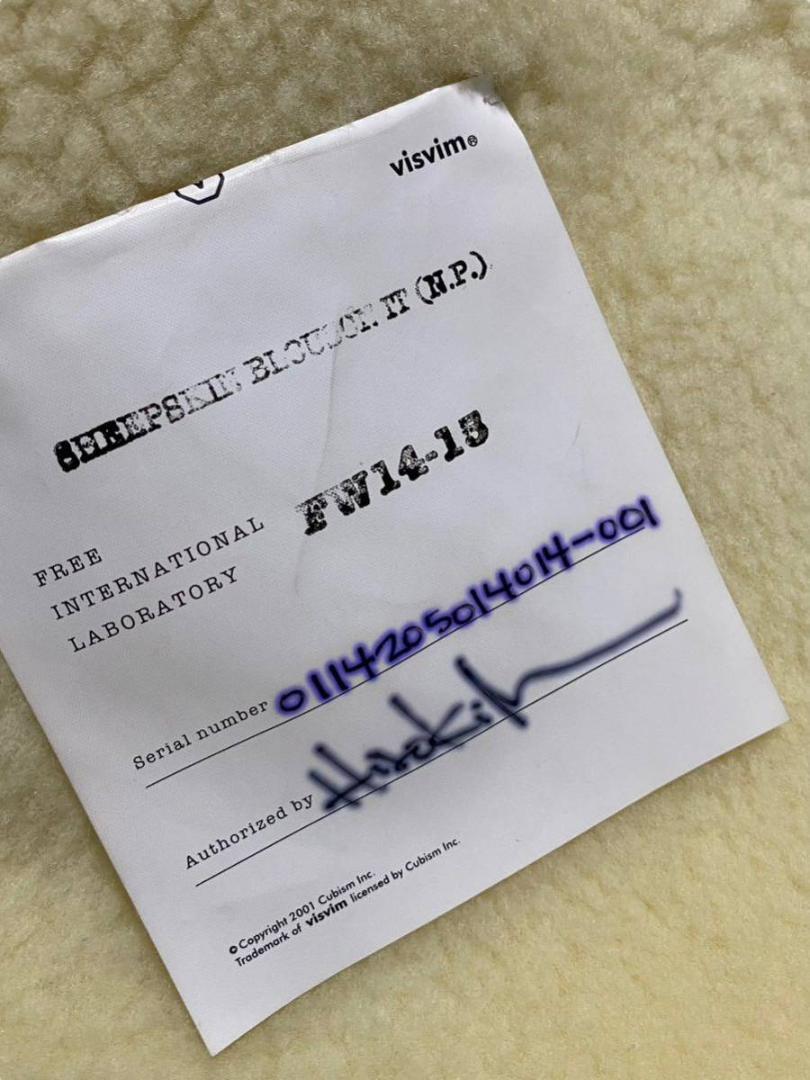 visvim®
SHEEPSKIN BLOUSON IT (N.P.)
FW14-15
FREE
INTERNATIONAL
LABORATORY
Serial number 0114205014014-001
Authorized by
© Copyright 2001 Cubism Inc.
Trademark of visvim licensed by Cubism Inc.